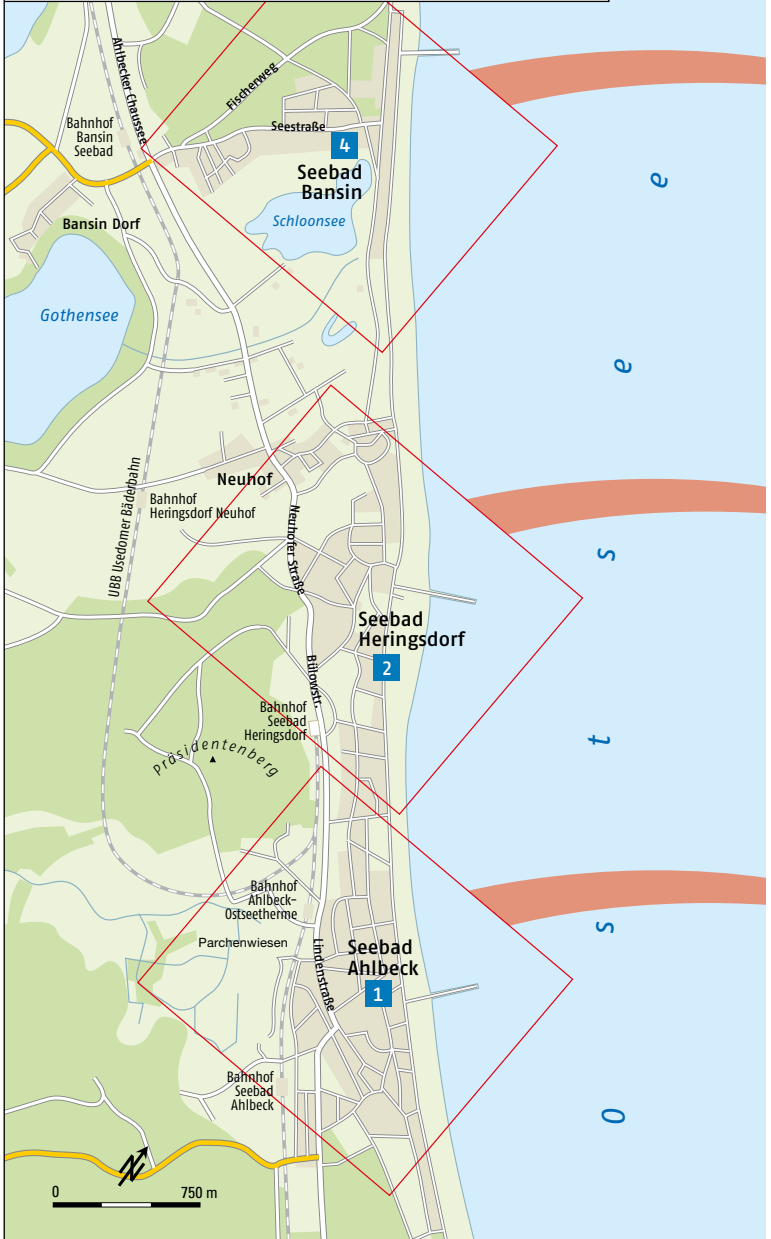 Ahlbecker Chaussee
Fischerweg
Bahnhof
Bansin
Seebad
Seestraße
4
Seebad
Bansin
Bansin Dorf
Schloonsee
Gothensee
Neuhof
Bahnhof
Heringsdorf Neuhof
UBB Usedomer Bäderbahn
Neuhofer Straße
Seebad
Heringsdorf
2
Bülowstr.
Bahnhof
Seebad
Heringsdorf
Präsidentenberg
Bahnhof
Ahlbeck-
Ostseetherme
Parchenwiesen
Lindenstraße
Seebad
Ahlbeck
1
Bahnhof
Seebad
Ahlbeck
Ostsee
N
0 750 m